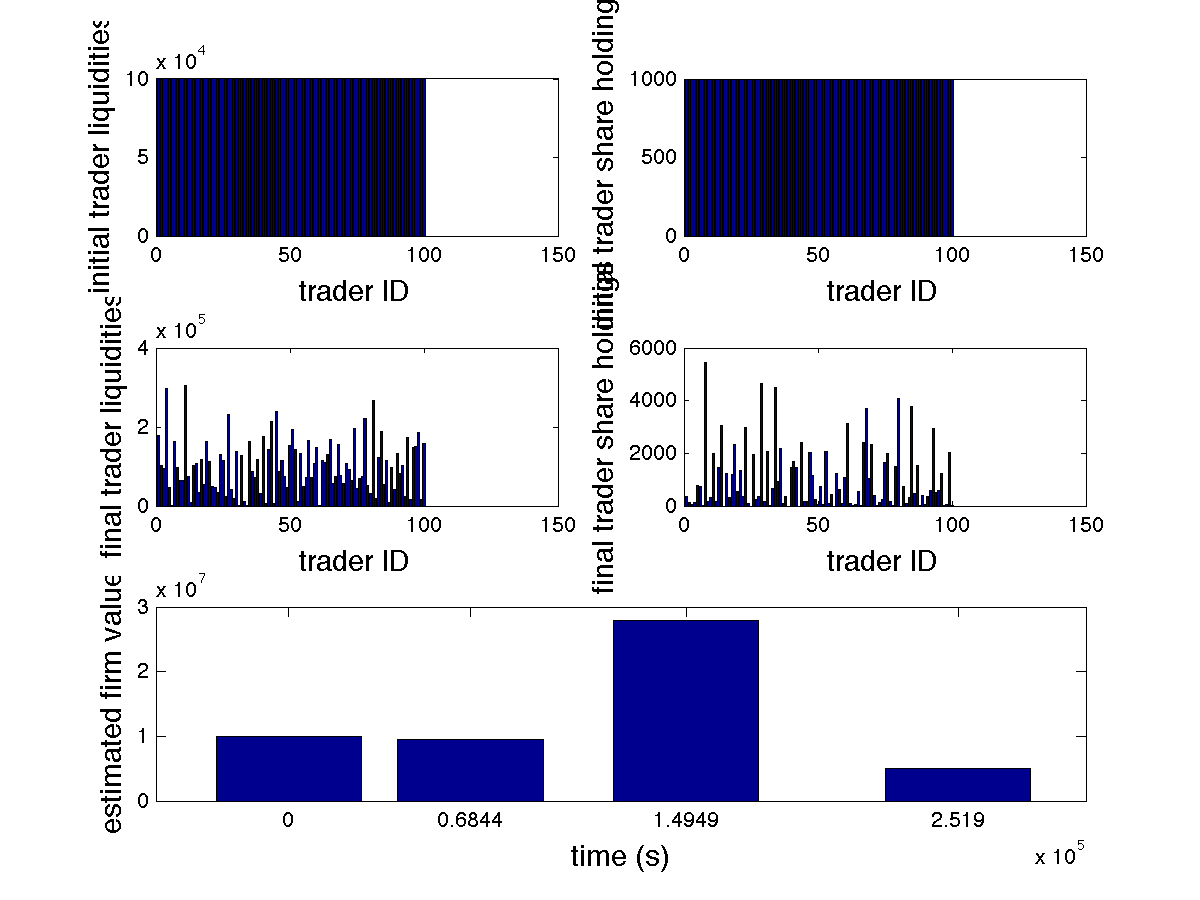 x 10^4
10
5
0
0
50
100
150
initial trader liquidities
trader ID
1000
500
0
0
50
100
150
trader share holding
trader ID
x 10^5
4
2
0
0
50
100
150
final trader liquidities
trader ID
6000
4000
2000
0
0
50
100
150
final trader share holdings
trader ID
x 10^7
3
2
1
0
estimated firm value
0
0.6844
1.4949
2.519
x 10^5
time (s)